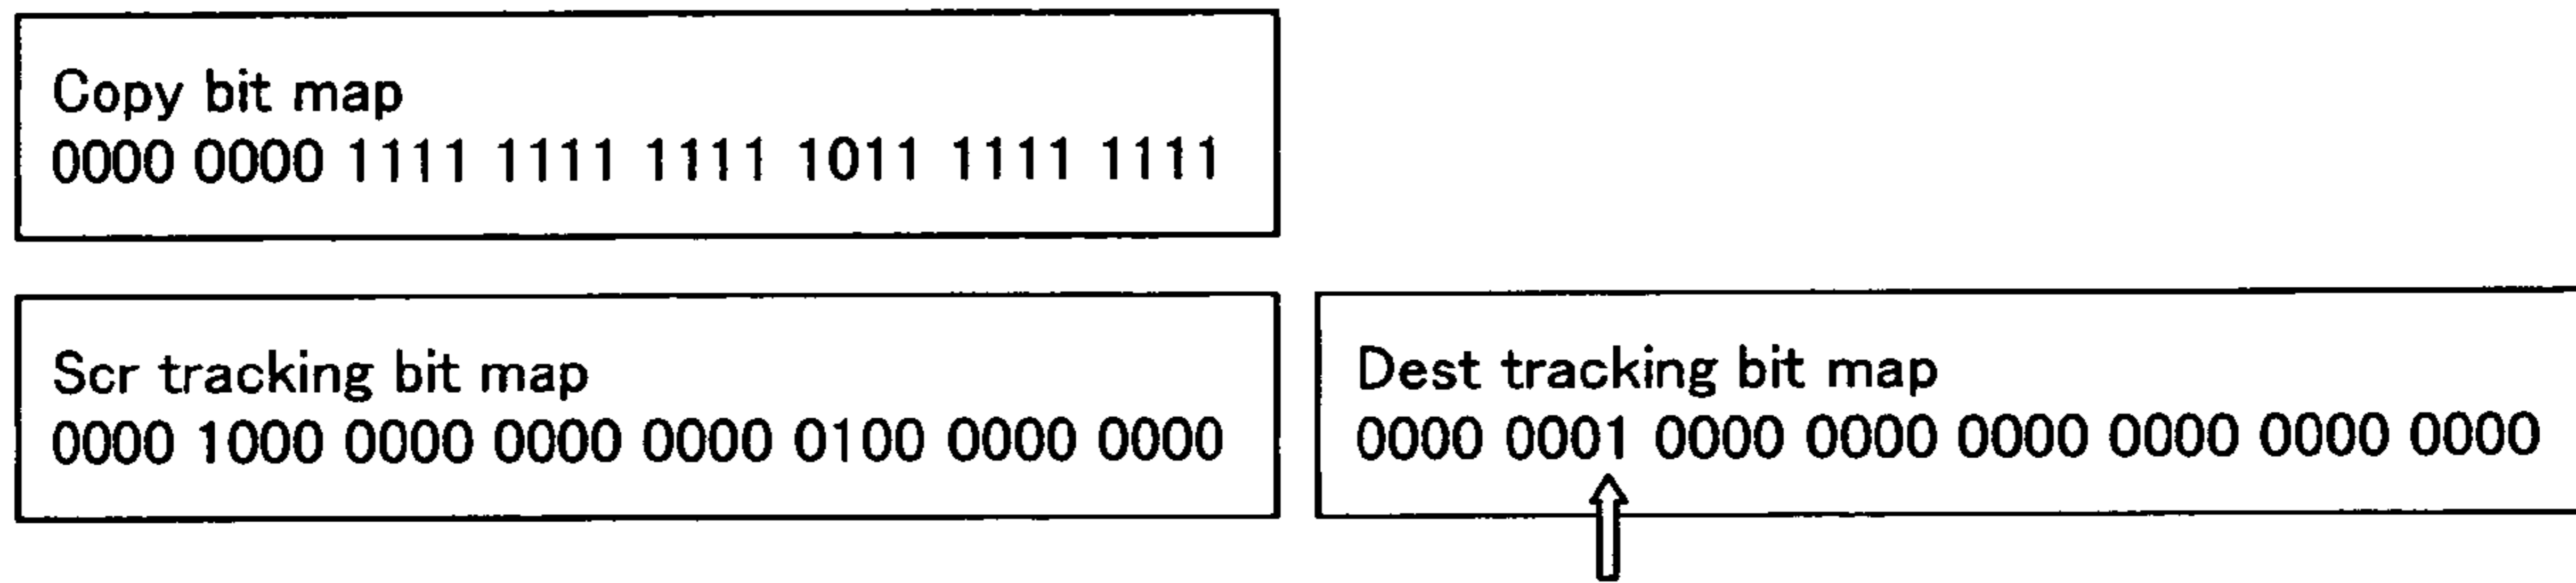 Copy bit map
0000 0000 1111 1111 1111 1011 1111 1111
Scr tracking bit map
0000 1000 0000 0000 0000 0100 0000 0000
Dest tracking bit map
0000 0001 0000 0000 0000 0000 0000 0000